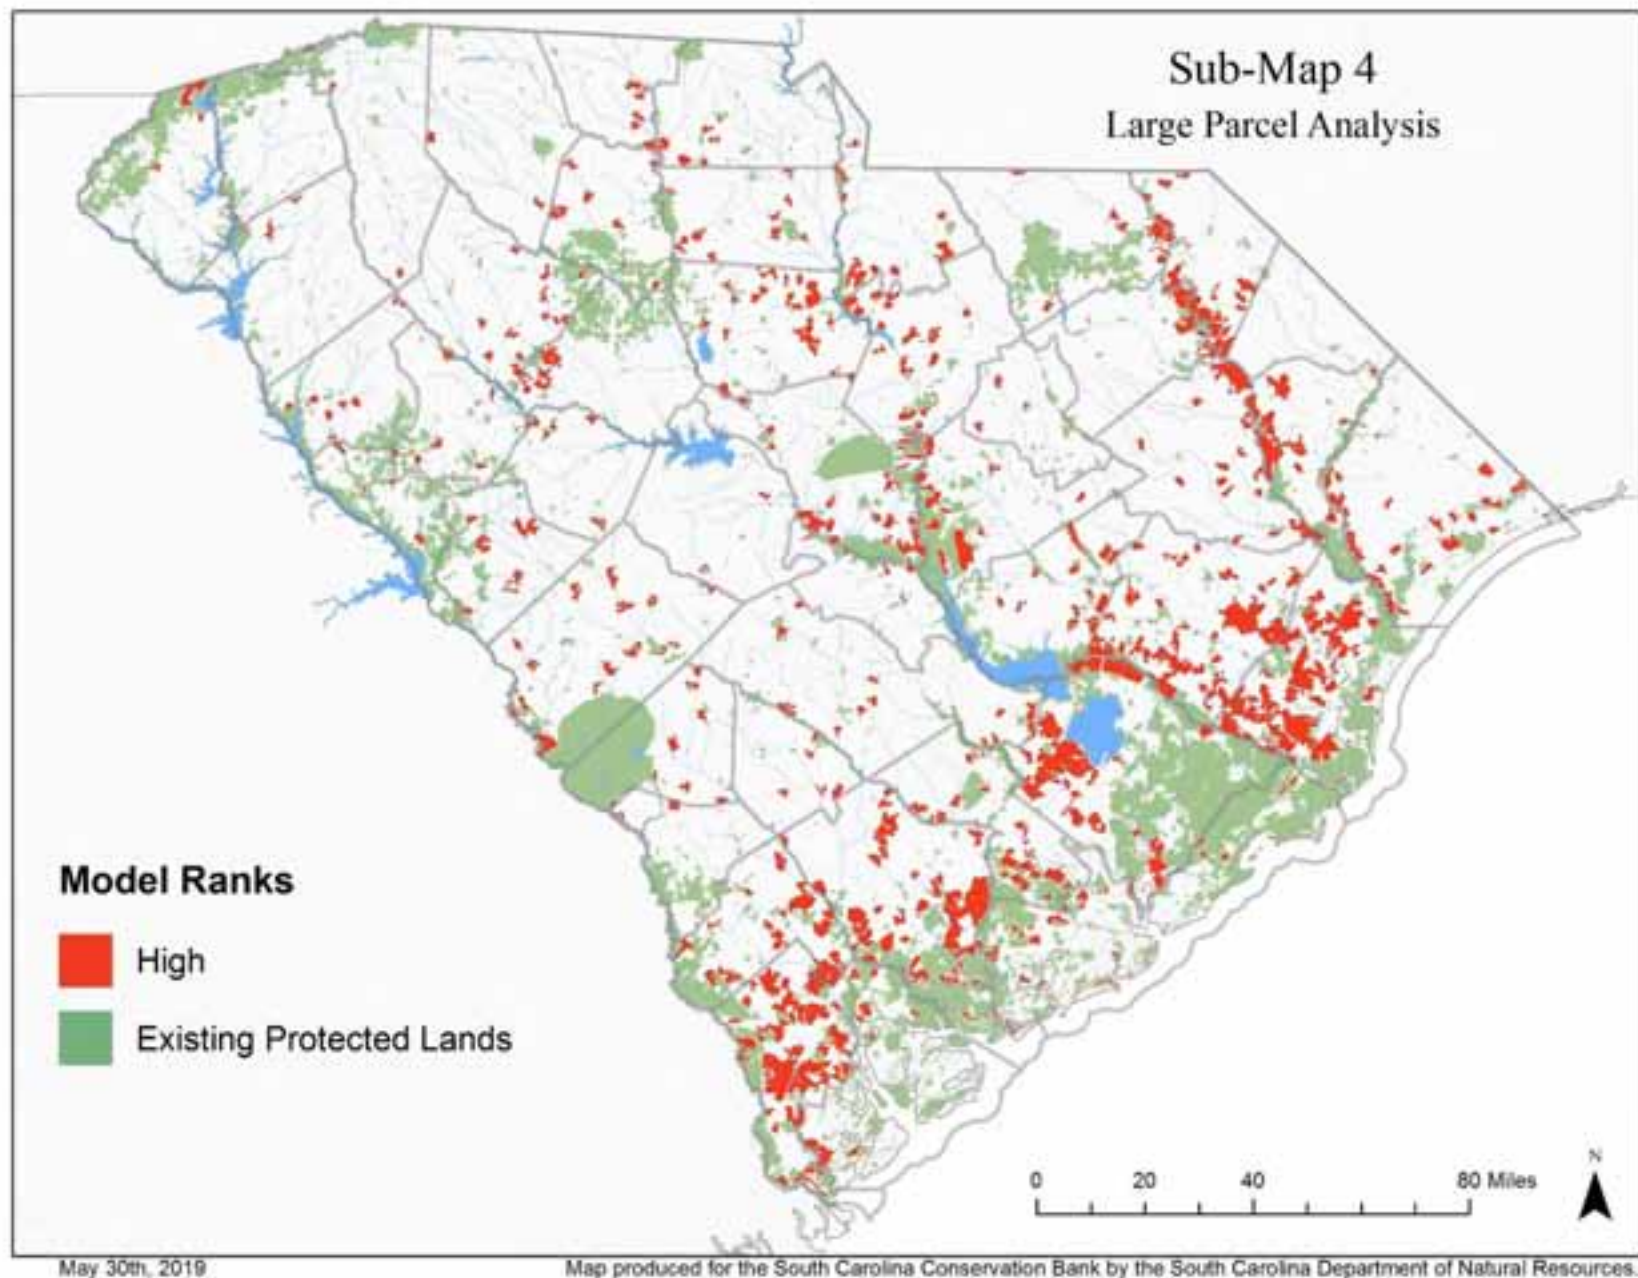 Sub-Map 4
Large Parcel Analysis
Model Ranks
High
Existing Protected Lands
N
0 20 40 80 Miles
May 30th, 2019
Map produced for the South Carolina Conservation Bank by the South Carolina Department of Natural Resources.